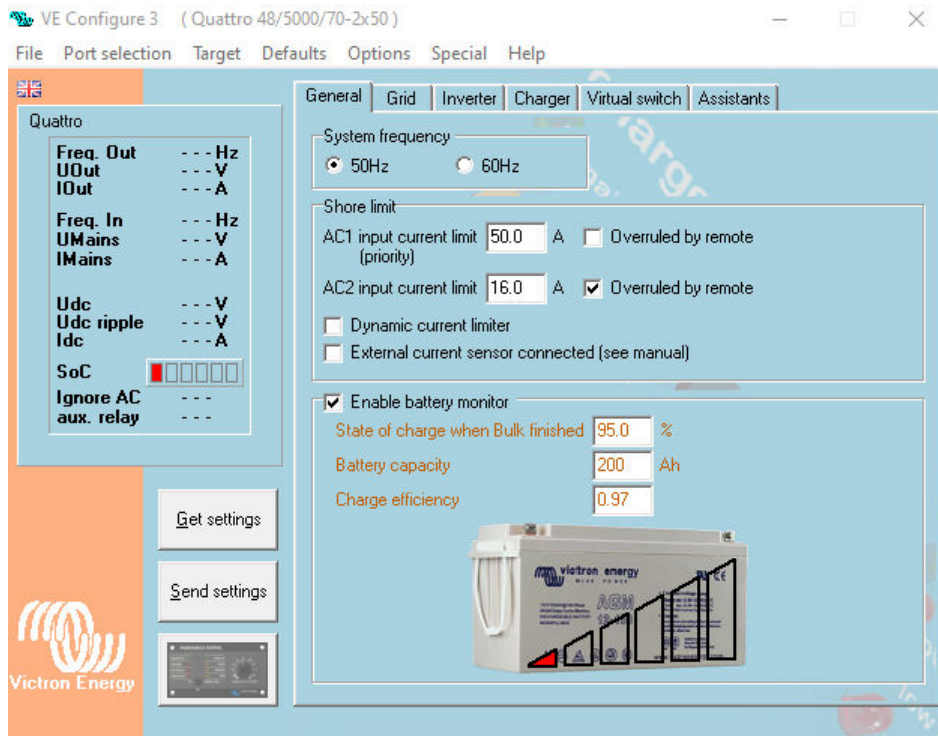 VE Configure 3 ( Quattro 48/5000/70-2x50 )
File Port selection Target Defaults Options Special Help
Quattro
Freq. Out - - - Hz
UOut - - - V
IOut - - - A
Freq. In - - - Hz
UMains - - - V
IMains - - - A
Udc - - - V
Udc ripple - - - V
Idc - - - A
SoC
Ignore AC - - -
aux. relay - - -
Get settings
Send settings
Victron Energy
General Grid Inverter Charger Virtual switch Assistants
System frequency
50Hz 60Hz
Shore limit
AC1 input current limit 50.0 A Overruled by remote
(priority)
AC2 input current limit 16.0 A Overruled by remote
Dynamic current limiter
External current sensor connected (see manual)
Enable battery monitor
State of charge when Bulk finished 95.0 %
Battery capacity 200 Ah
Charge efficiency 0.97
victron energy
BLUE POWER
AGM